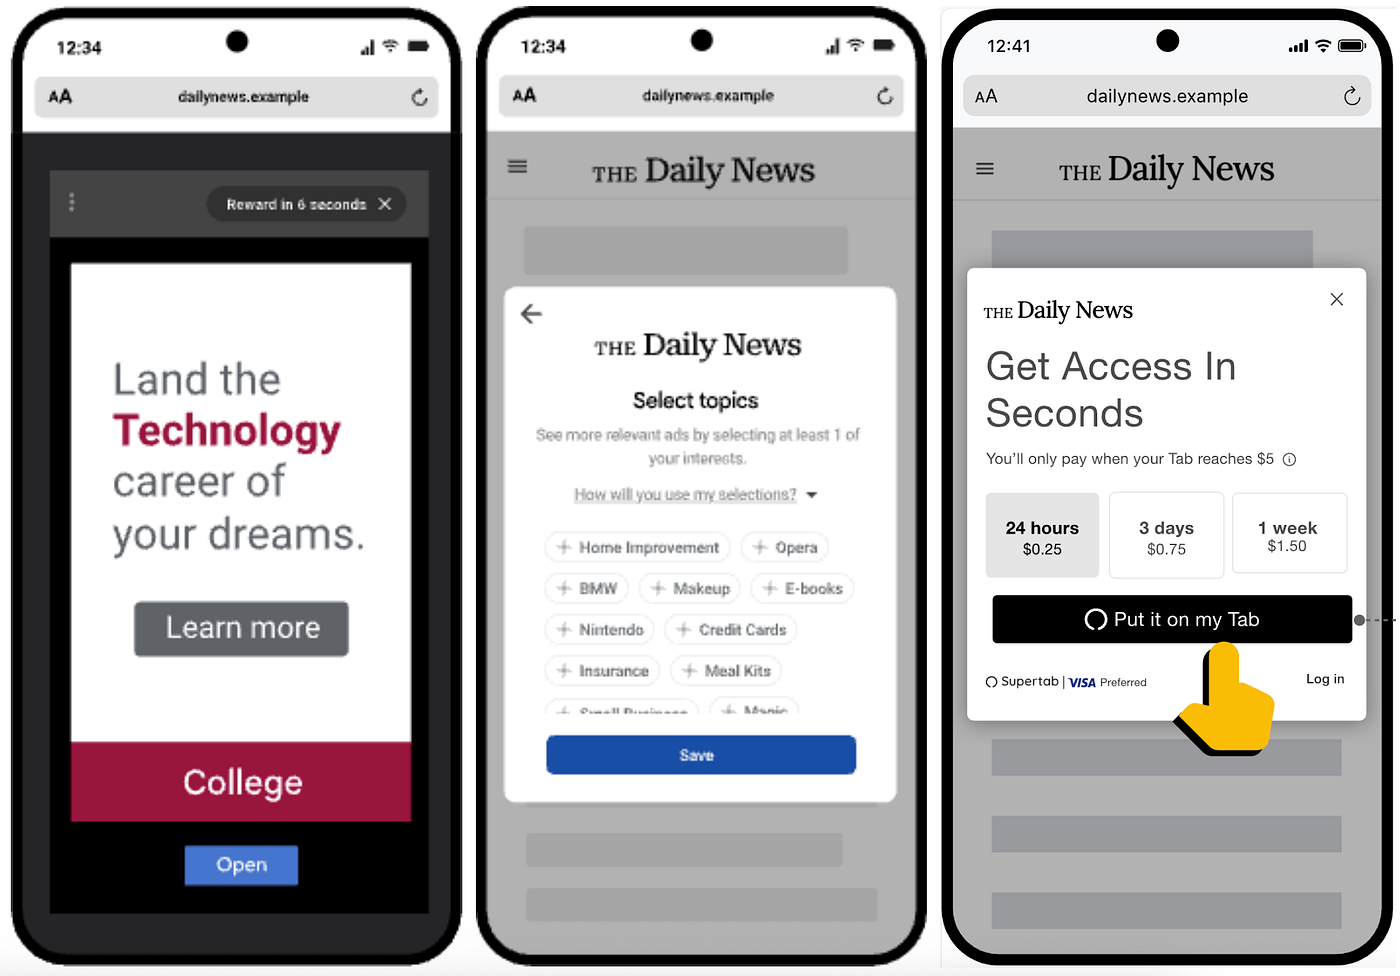 12:34
AA dailynews.example
Reward in 6 seconds
Land the
Technology
career of
your dreams.
Learn more
College
Open
12:34
AA dailynews.example
THE Daily News
THE Daily News
Select topics
See more relevant ads by selecting at least 1 of
your interests.
How will you use my selections?
Home Improvement
Opera
BMW
Makeup
E-books
Nintendo
Credit Cards
Insurance
Meal Kits
Small Business
Magic
Save
12:41
AA dailynews.example
THE Daily News
THE Daily News
Get Access In
Seconds
You'll only pay when your Tab reaches $5
24 hours
$0.25
3 days
$0.75
1 week
$1.50
Put it on my Tab
Supertab | VISA Preferred
Log in